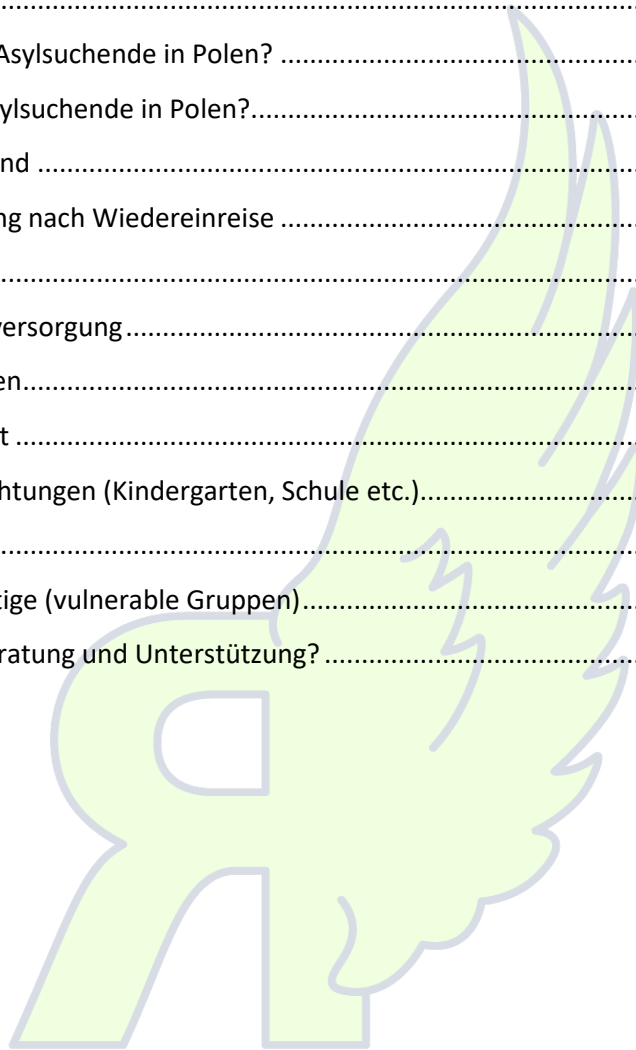 ....................................................................
Asylsuchende in Polen? ....................................................
ylsuchende in Polen?.......................................................
nd ..............................................................................
ng nach Wiedereinreise ....................................................
....................................................................
versorgung ......................................................................
en..................................................................................
t ..................................................................................
htungen (Kindergarten, Schule etc.)................................
....................................................................
tige (vulnerable Gruppen) ................................................
ratung und Unterstützung? .............................................